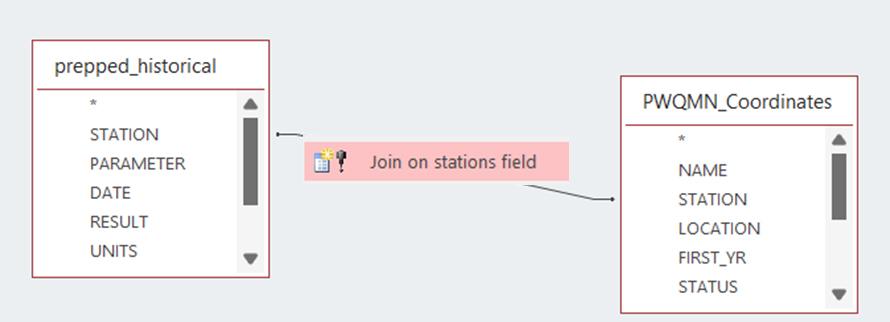 prepped_historical
*
STATION
PARAMETER
DATE
RESULT
UNITS
Join on stations field
PWQMN_Coordinates
*
NAME
STATION
LOCATION
FIRST_YR
STATUS